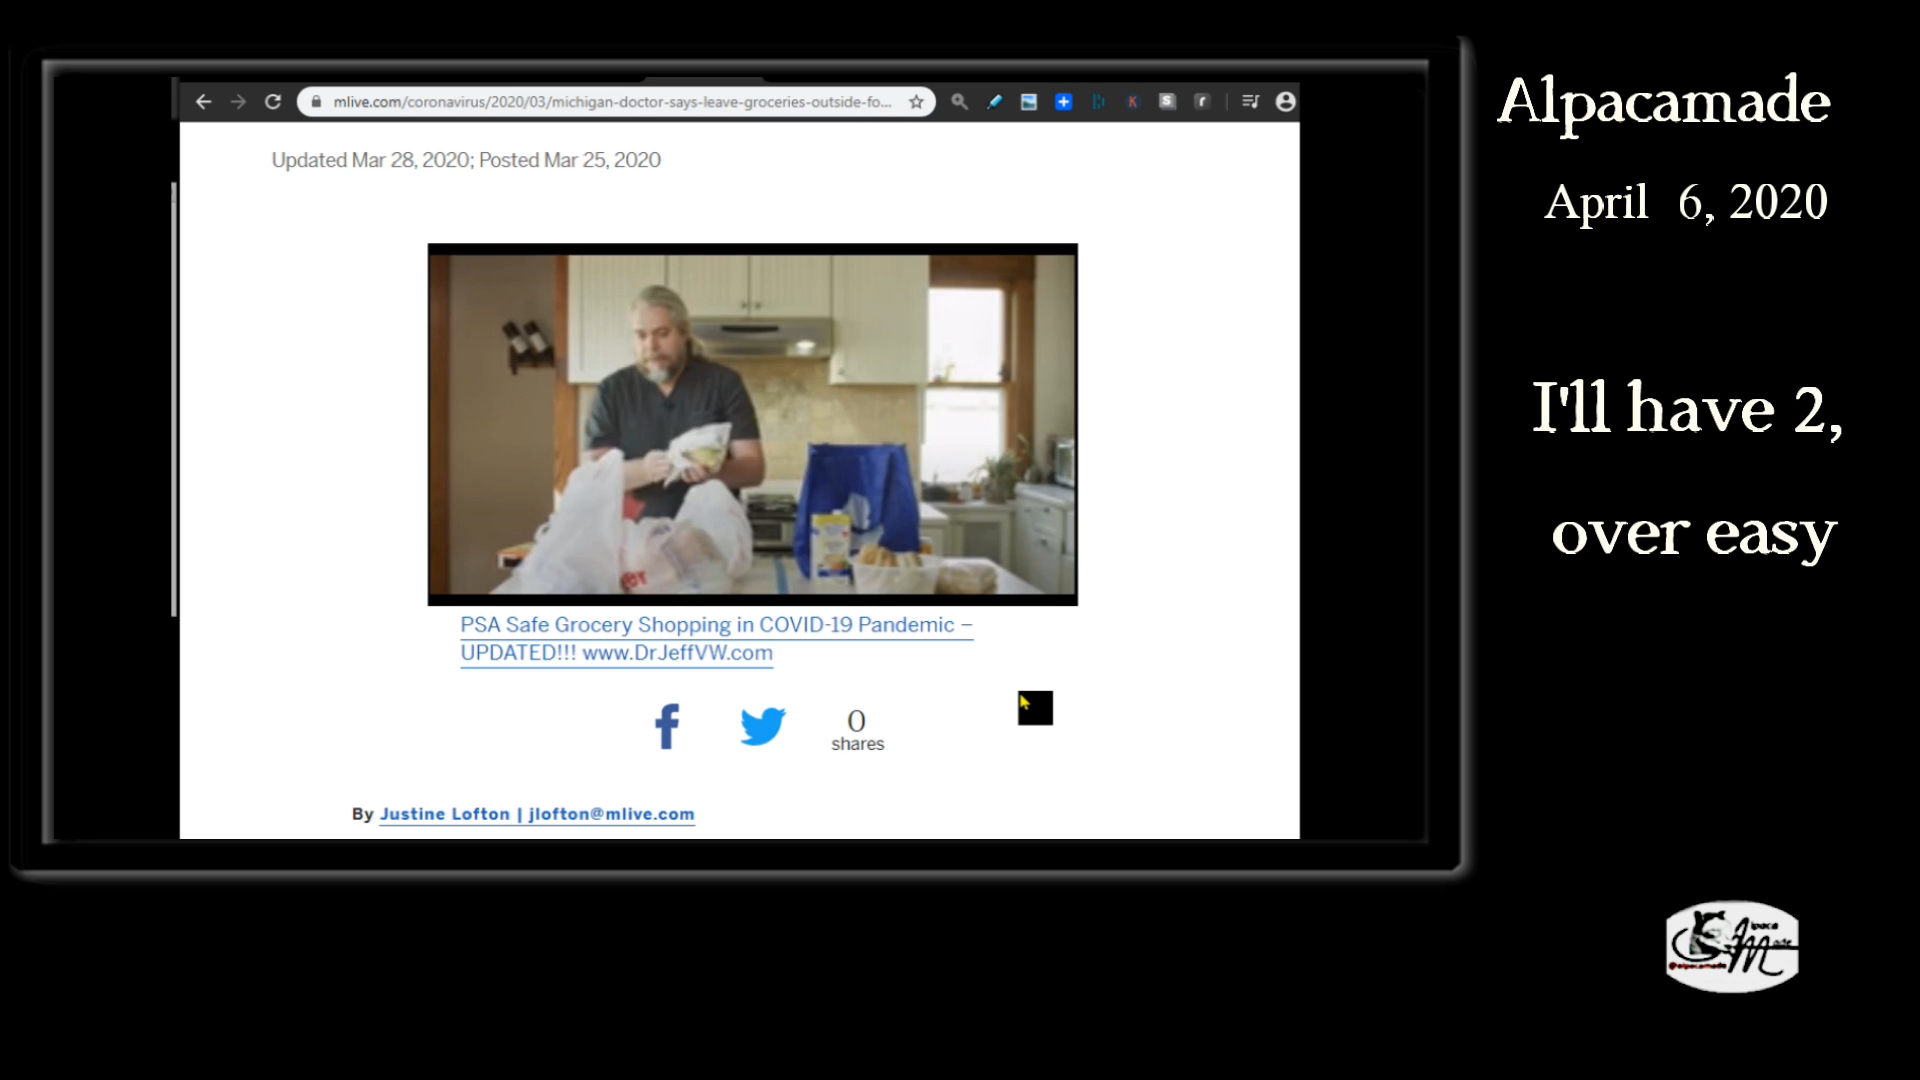 mlive.com/coronavirus/2020/03/michigan-doctor-says-leave-groceries-outside-fo...
Updated Mar 28, 2020; Posted Mar 25, 2020
PSA Safe Grocery Shopping in COVID-19 Pandemic –
UPDATED!!! www.DrJeffVW.com
0
shares
By Justine Lofton | jlofton@mlive.com
Alpacamade
April 6, 2020
I'll have 2,
over easy
@alpacamade